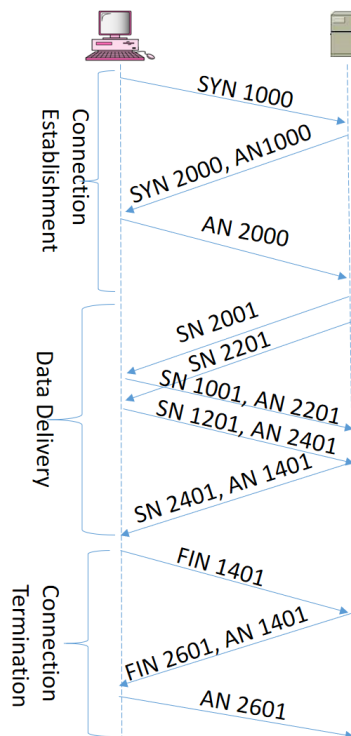 SYN 1000
SYN 2000, AN1000
AN 2000
Connection
Establishment
SN 2001
SN 2201
SN 1001, AN 2201
SN 1201, AN 2401
SN 2401, AN 1401
Data Delivery
FIN 1401
FIN 2601, AN 1401
AN 2601
Connection
Termination